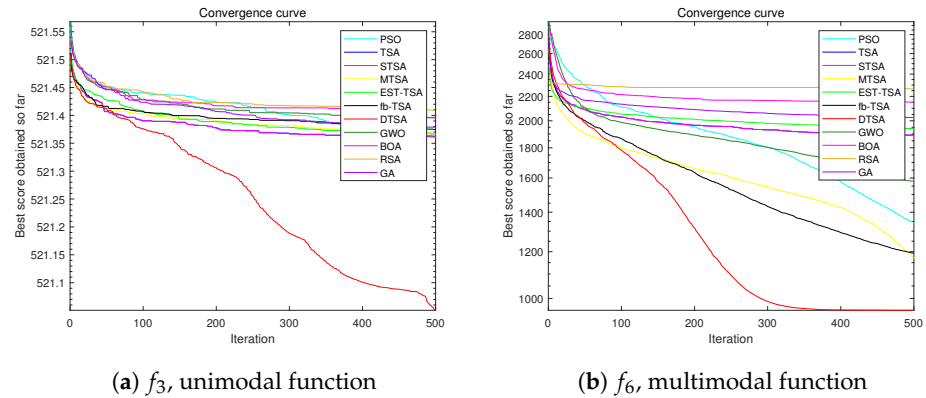 Convergence curve
521.55
521.5
521.45
521.4
521.35
521.3
521.25
521.2
521.15
521.1
Best score obtained so far
0 100 200 300 400 500
Iteration
PSO
TSA
STSA
MTSA
EST-TSA
fb-TSA
DTSA
GWO
BOA
RSA
GA
(a) f3, unimodal function
Convergence curve
2800
2600
2400
2200
2000
1800
1600
1400
1200
1000
Best score obtained so far
0 100 200 300 400 500
Iteration
PSO
TSA
STSA
MTSA
EST-TSA
fb-TSA
DTSA
GWO
BOA
RSA
GA
(b) f6, multimodal function